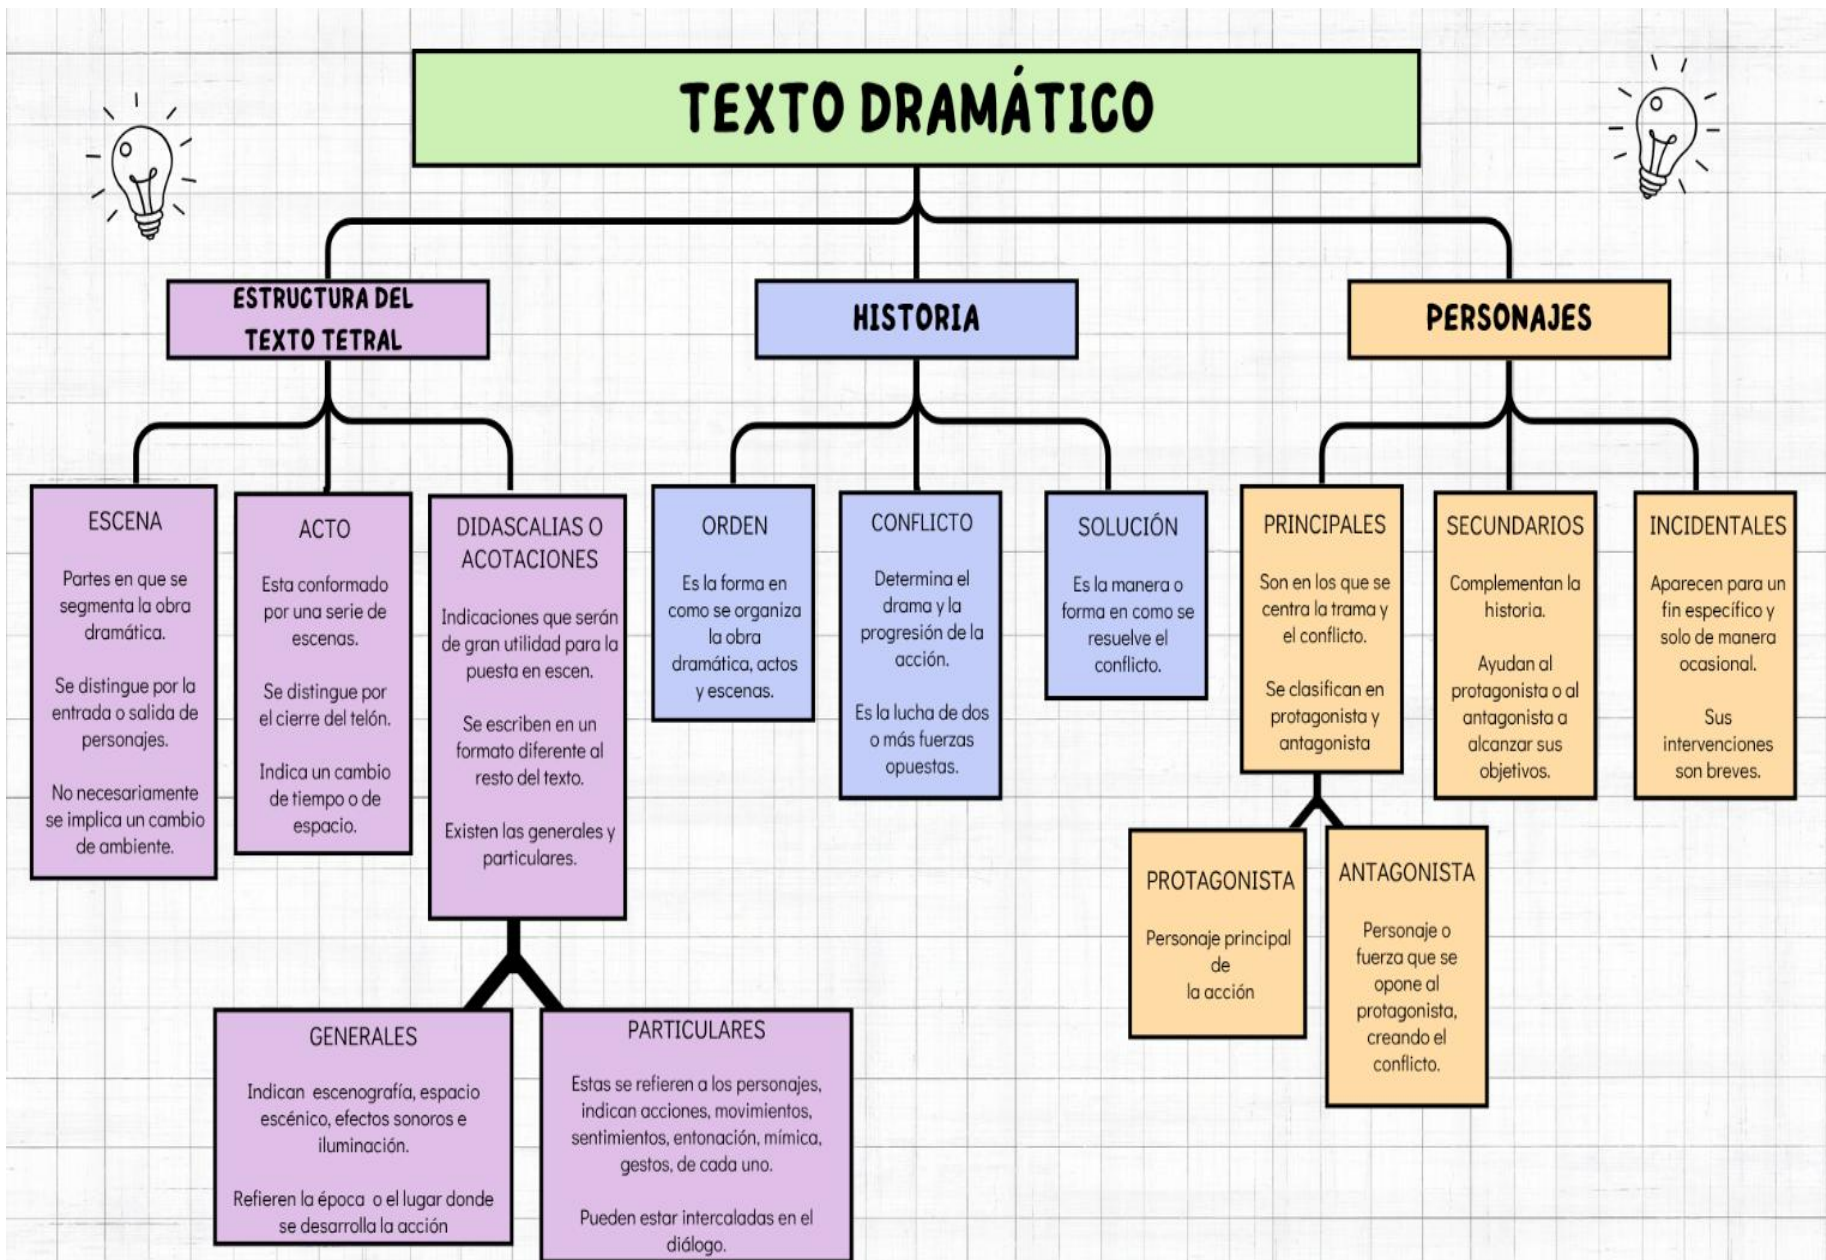 TEXTO DRAMÁTICO
ESTRUCTURA DEL
TEXTO TETRAL
ESCENA
Partes en que se
segmenta la obra
dramática.
Se distingue por la
entrada o salida de
personajes.
No necesariamente
se implica un cambio
de ambiente.
ACTO
Esta conformado
por una serie de
escenas.
Se distingue por
el cierre del telón.
Indica un cambio
de tiempo o de
espacio.
DIDASCALIAS O
ACOTACIONES
Indicaciones que serán
de gran utilidad para la
puesta en escen.
Se escriben en un
formato diferente al
resto del texto.
Existen las generales y
particulares.
GENERALES
Indican escenografía, espacio
escénico, efectos sonoros e
iluminación.
Refieren la época o el lugar donde
se desarrolla la acción
PARTICULARES
Estas se refieren a los personajes,
indican acciones, movimientos,
sentimientos, entonación, mímica,
gestos, de cada uno.
Pueden estar intercaladas en el
diálogo.
HISTORIA
ORDEN
Es la forma en
como se organiza
la obra
dramática, actos
y escenas.
CONFLICTO
Determina el
drama y la
progresión de la
acción.
Es la lucha de dos
o más fuerzas
opuestas.
SOLUCIÓN
Es la manera o
forma en como se
resuelve el
conflicto.
PERSONAJES
PRINCIPALES
Son en los que se
centra la trama y
el conflicto.
Se clasifican en
protagonista y
antagonista
PROTAGONISTA
Personaje principal
de
la acción
ANTAGONISTA
Personaje o
fuerza que se
opone al
protagonista,
creando el
conflicto.
SECUNDARIOS
Complementan la
historia.
Ayudan al
protagonista o al
antagonista a
alcanzar sus
objetivos.
INCIDENTALES
Aparecen para un
fin específico y
solo de manera
ocasional.
Sus
intervenciones
son breves.